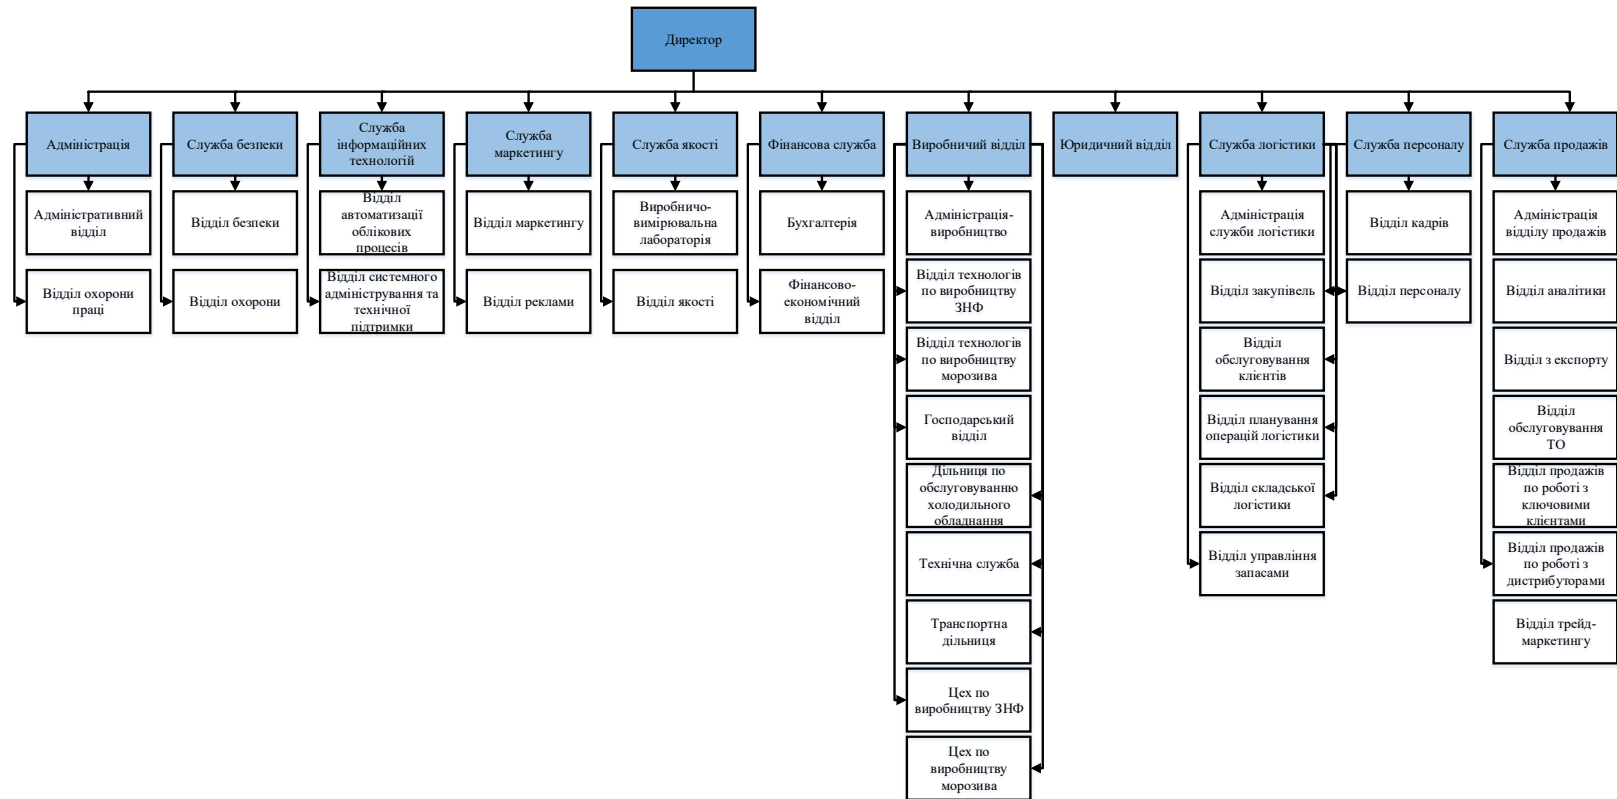 Директор
Адміністрація
Служба безпеки
Служба
інформаційних
технологій
Служба
маркетингу
Служба якості
Фінансова служба
Виробничий відділ
Юридичний відділ
Служба логістики
Служба персоналу
Служба продажів
Адміністративний
відділ
Відділ безпеки
Відділ
автоматизації
облікових
процесів
Відділ маркетингу
Виробничо-
вимірювальна
лабораторія
Бухгалтерія
Адміністрація-
виробництво
Адміністрація
служби логістики
Відділ кадрів
Адміністрація
відділу продажів
Відділ охорони
праці
Відділ охорони
Відділ системного
адміністрування та
технічної
підтримки
Відділ реклами
Відділ якості
Фінансово-
економічний
відділ
Відділ технологів
по виробництву
ЗНФ
Відділ закупівель
Відділ персоналу
Відділ аналітики
Відділ технологів
по виробництву
морозива
Відділ
обслуговування
клієнтів
Відділ з експорту
Господарський
відділ
Відділ планування
операцій логістики
Відділ
обслуговування
ТО
Дільниця по
обслуговуванню
холодильного
обладнання
Відділ складської
логістики
Відділ продажів
по роботі з
ключовими
клієнтами
Технічна служба
Відділ управління
запасами
Відділ продажів
по роботі з
дистрибуторами
Транспортна
дільниця
Відділ трейд-
маркетингу
Цех по
виробництву ЗНФ
Цех по
виробництву
морозива